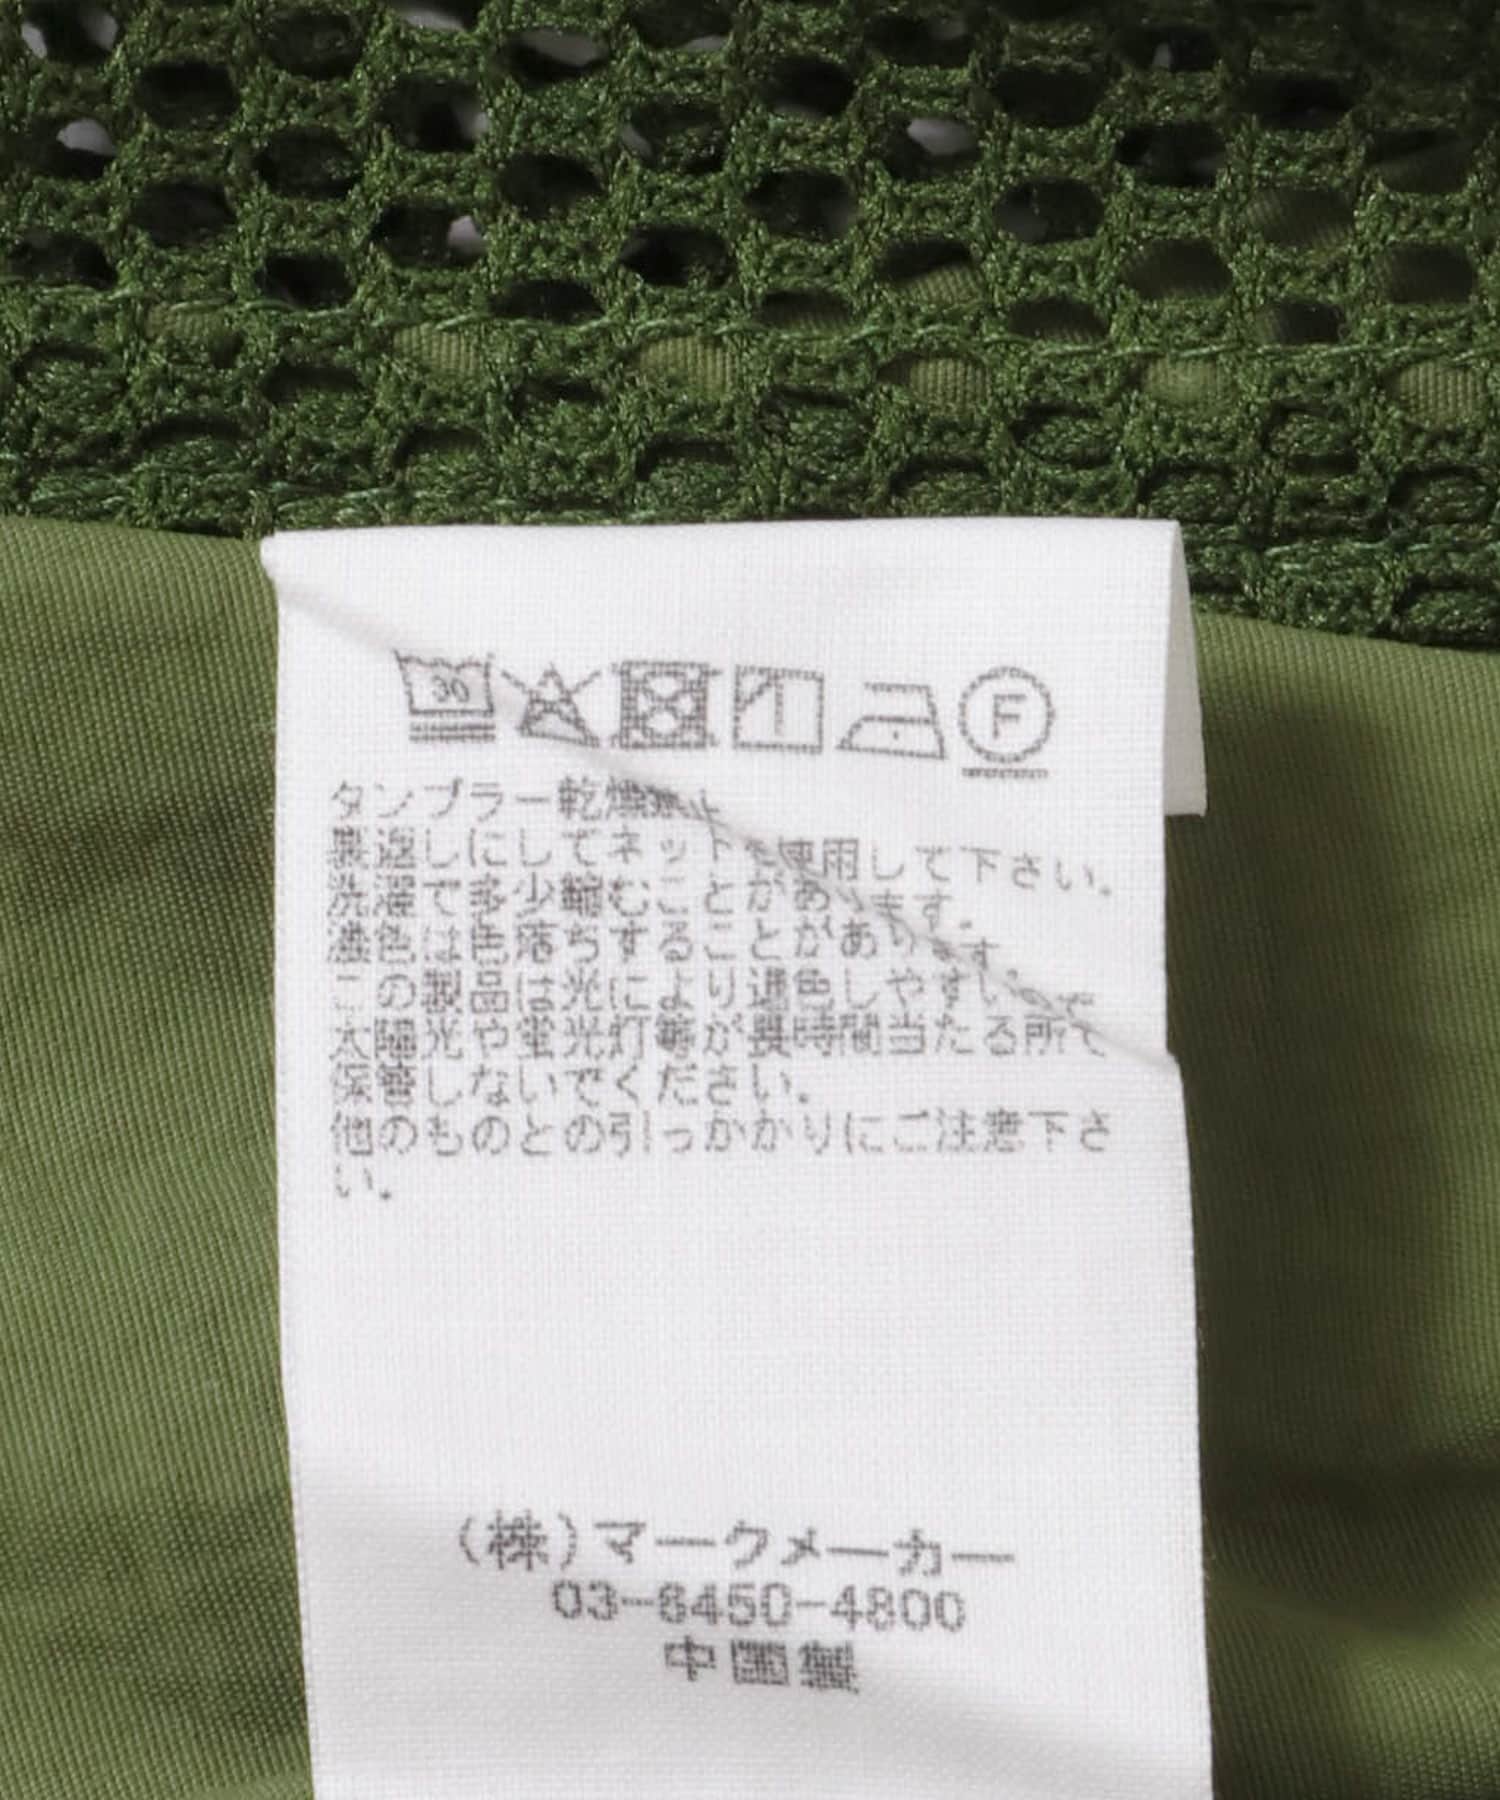 30
F
タンブラー乾燥禁止
裏返しにしてネットを使用して下さい。
洗濯で多少縮むことがあります。
濃色は色落ちすることがあります。
この製品は光により退色しやすいので
太陽光や蛍光灯等が長時間当たる所で
保管しないでください。
他のものとの引っかかりにご注意下さ
い。
(株)マークメーカー
03-6450-4800
中国製